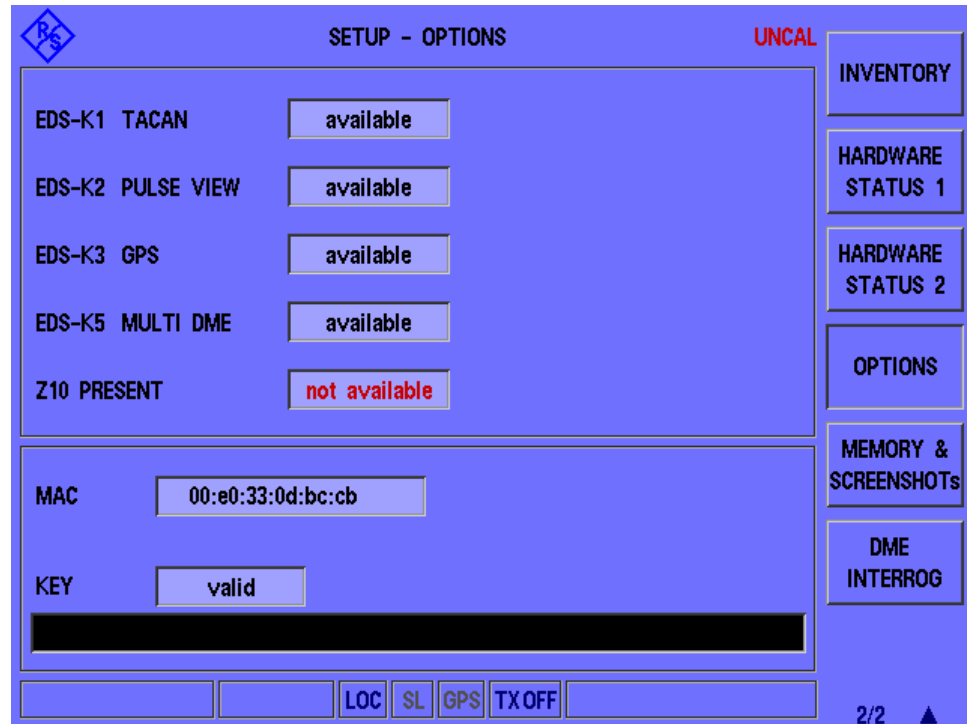 R&S
SETUP - OPTIONS
UNCAL
EDS-K1 TACAN available
EDS-K2 PULSE VIEW available
EDS-K3 GPS available
EDS-K5 MULTI DME available
Z10 PRESENT not available
MAC 00:e0:33:0d:bc:cb
KEY valid
LOC SL GPS TX OFF
INVENTORY
HARDWARE
STATUS 1
HARDWARE
STATUS 2
OPTIONS
MEMORY &
SCREENSHOTs
DME
INTERROG
2/2 ▲